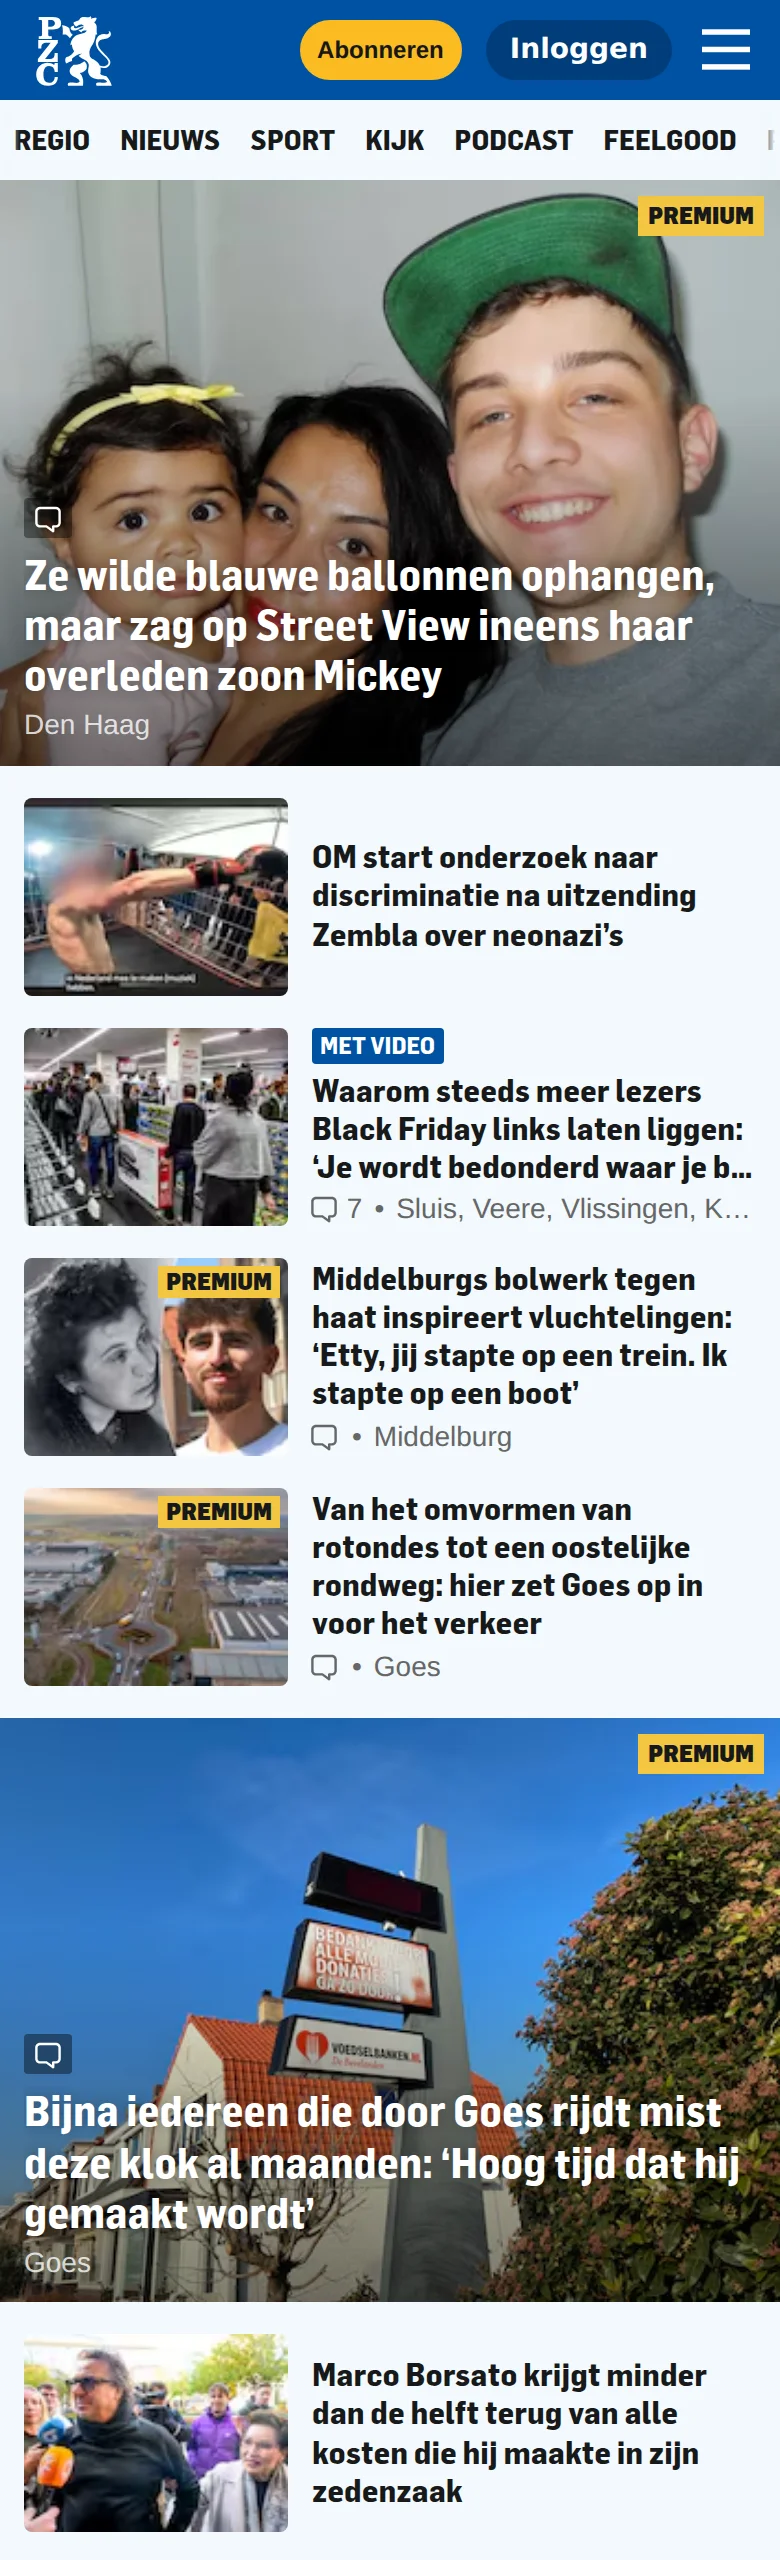 PZC
Abonneren
Inloggen
REGIO NIEUWS SPORT KIJK PODCAST FEELGOOD
PREMIUM
Ze wilde blauwe ballonnen ophangen,
maar zag op Street View ineens haar
overleden zoon Mickey
Den Haag
OM start onderzoek naar
discriminatie na uitzending
Zembla over neonazi’s
MET VIDEO
Waarom steeds meer lezers
Black Friday links laten liggen:
‘Je wordt bedonderd waar je b...
7 • Sluis, Veere, Vlissingen, K...
PREMIUM
Middelburgs bolwerk tegen
haat inspireert vluchtelingen:
‘Etty, jij stapte op een trein. Ik
stapte op een boot’
• Middelburg
PREMIUM
Van het omvormen van
rotondes tot een oostelijke
rondweg: hier zet Goes op in
voor het verkeer
• Goes
PREMIUM
ALLE
DONATIES!
VOEDSELBANKEN.NL
De Bevelanden
Bijna iedereen die door Goes rijdt mist
deze klok al maanden: ‘Hoog tijd dat hij
gemaakt wordt’
Goes
Marco Borsato krijgt minder
dan de helft terug van alle
kosten die hij maakte in zijn
zedenzaak